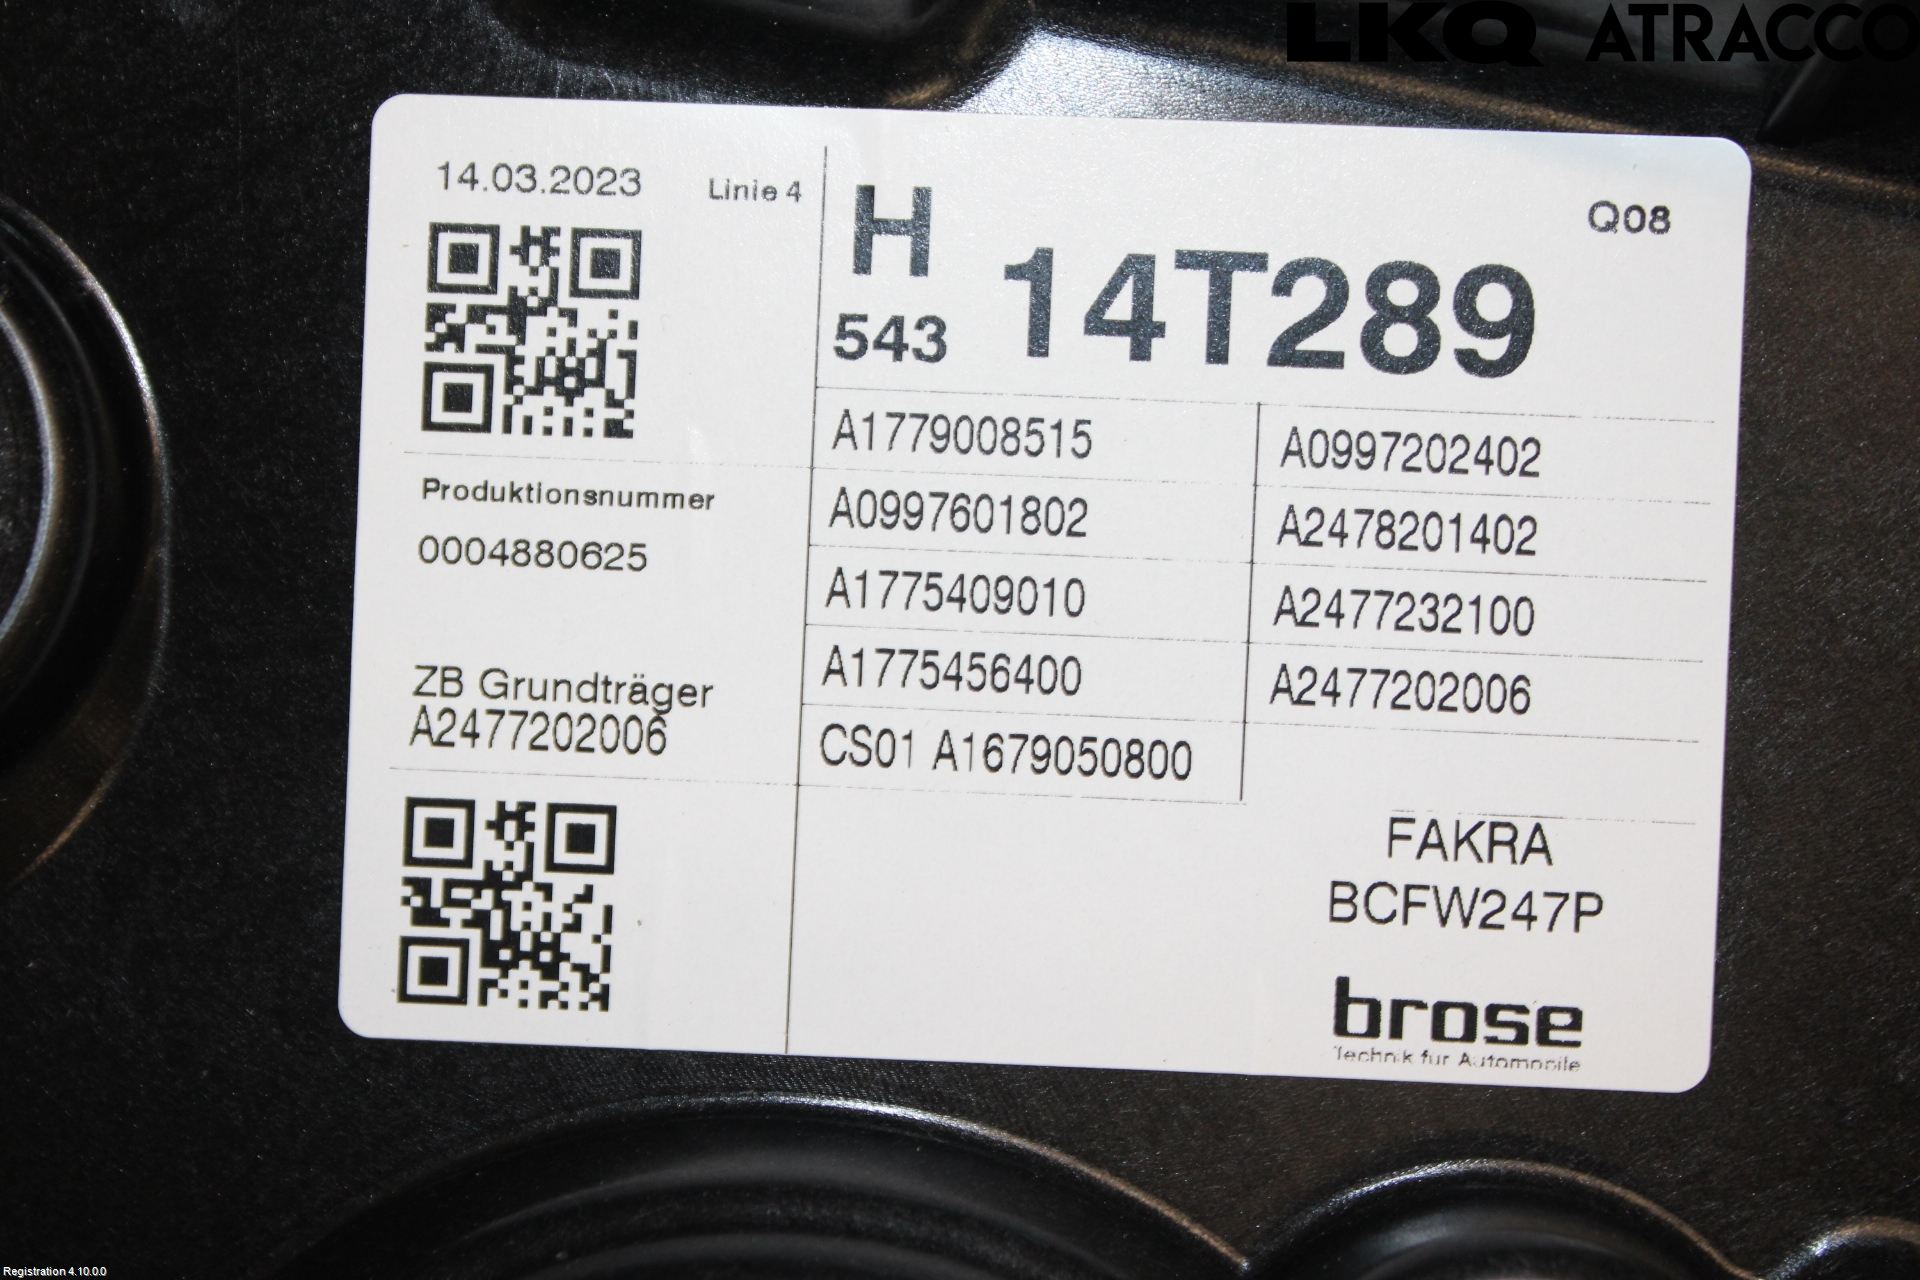 LKQ ATRACCO
14.03.2023 Linie 4
H
Q08
543
14T289
Produktionsnummer
0004880625
ZB Grundträger
A2477202006
A1779008515 A0997202402
A0997601802 A2478201402
A1775409010 A2477232100
A1775456400 A2477202006
CS01 A1679050800
FAKRA
BCFW247P
brose
Technik für Automobile
Registration 4.10.0.0